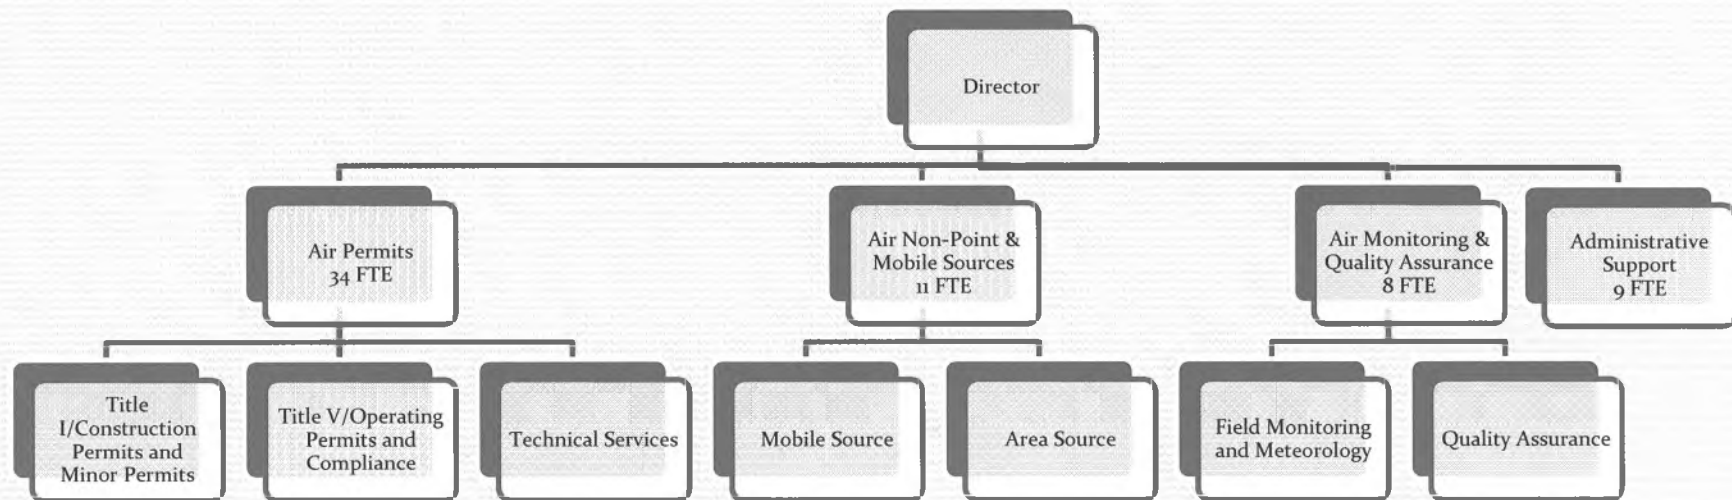 Director
Air Permits
34 FTE
Air Non-Point &
Mobile Sources
11 FTE
Air Monitoring &
Quality Assurance
8 FTE
Administrative
Support
9 FTE
Title
I/Construction
Permits and
Minor Permits
Title V/Operating
Permits and
Compliance
Technical Services
Mobile Source
Area Source
Field Monitoring
and Meteorology
Quality Assurance